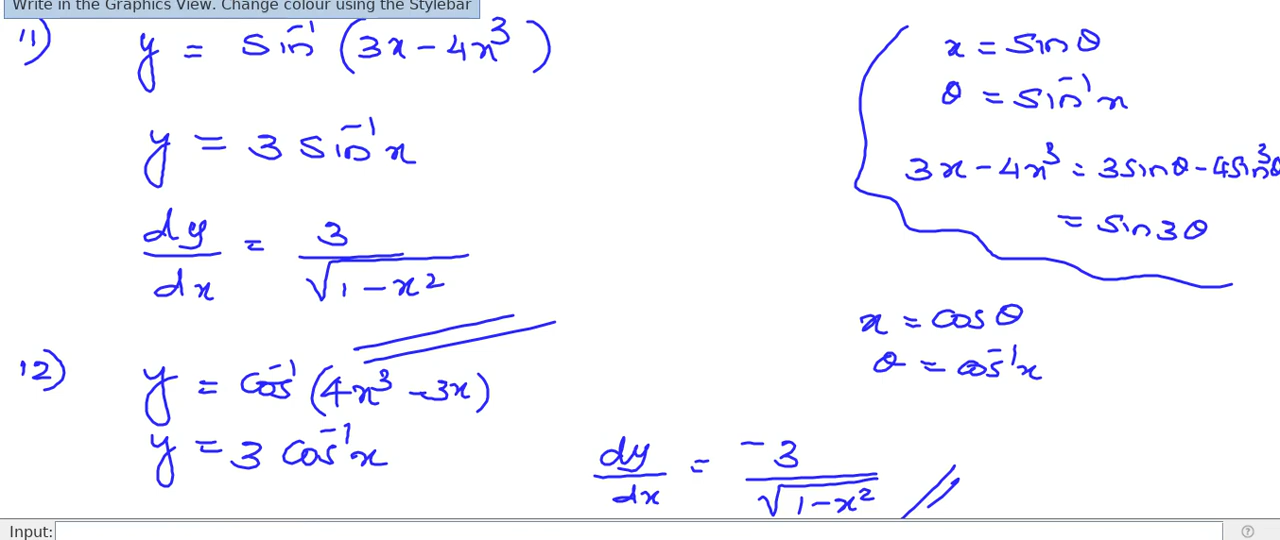 Write in the Graphics View. Change colour using the Stylebar
11) y = sin⁻¹ (3x - 4x³)
y = 3 sin⁻¹x
dy/dx = 3/√(1-x²)
x = sinθ
θ = sin⁻¹x
3x - 4x³ = 3sinθ - 4sin³θ
= sin3θ
x = cosθ
θ = cos⁻¹x
12) y = cos⁻¹ (4x³ - 3x)
y = 3 cos⁻¹x
dy/dx = -3/√(1-x²)
Input: